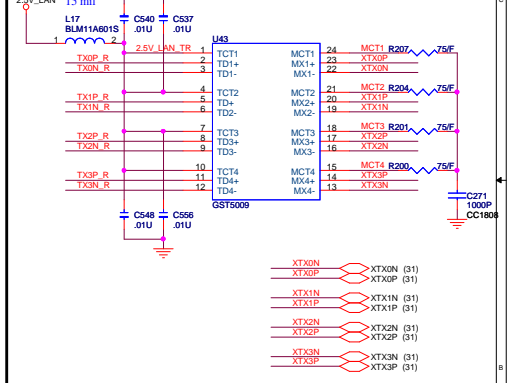 2.5V_LAN 15 mil
L17
BLM11A601S
1 2
C540
.01U
C537
.01U
2.5V_LAN_TR
U43
1 TCT1 MCT1 24 MCT1 R207 75/F
TX0P_R 2 TD1+ MX1+ 23 XTX0P
TX0N_R 3 TD1- MX1- 22 XTX0N
4 TCT2 MCT2 21 MCT2 R204 75/F
TX1P_R 5 TD+ MX2+ 20 XTX1P
TX1N_R 6 TD2- MX2- 19 XTX1N
7 TCT3 MCT3 18 MCT3 R201 75/F
TX2P_R 8 TD3+ MX3+ 17 XTX2P
TX2N_R 9 TD3- MX3- 16 XTX2N
10 TCT4 MCT4 15 MCT4 R200 75/F
TX3P_R 11 TD4+ MX4+ 14 XTX3P
TX3N_R 12 TD4- MX4- 13 XTX3N
GST5009
C271
1000P
CC1808
C548
.01U
C556
.01U
XTX0N XTX0N (31)
XTX0P XTX0P (31)
XTX1N XTX1N (31)
XTX1P XTX1P (31)
XTX2N XTX2N (31)
XTX2P XTX2P (31)
XTX3N XTX3N (31)
XTX3P XTX3P (31)
B